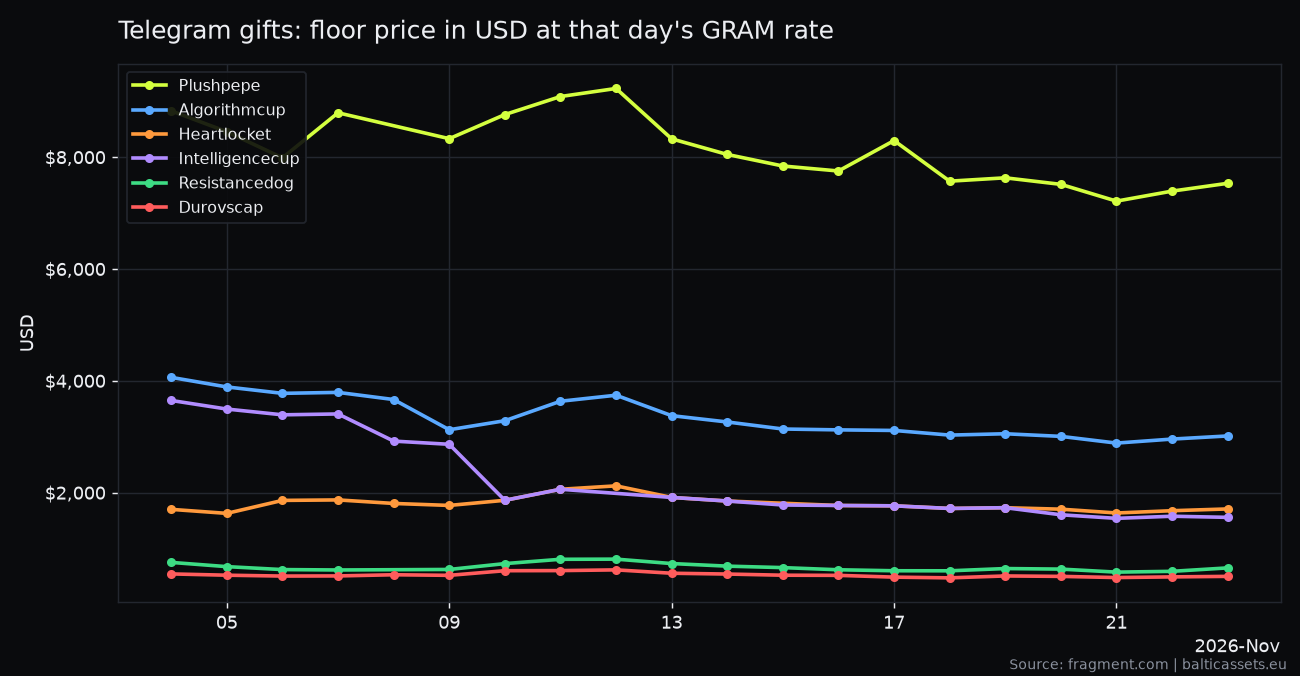 Telegram gifts: floor price in USD at that day's GRAM rate
Plushpepe
Algorithmcup
Heartlocket
Intelligencecup
Resistancedog
Durovscap
$8,000
$6,000
$4,000
$2,000
USD
05 09 13 17 21
2026-Nov
Source: fragment.com | balticassets.eu